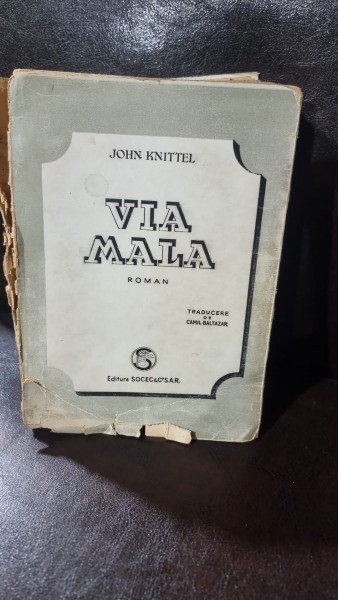 JOHN KNITTEL
VIA
MALA
ROMAN
TRADUCERE
DE
CAMIL BALTAZAR
Editura SOCEC & Co S.A.R.